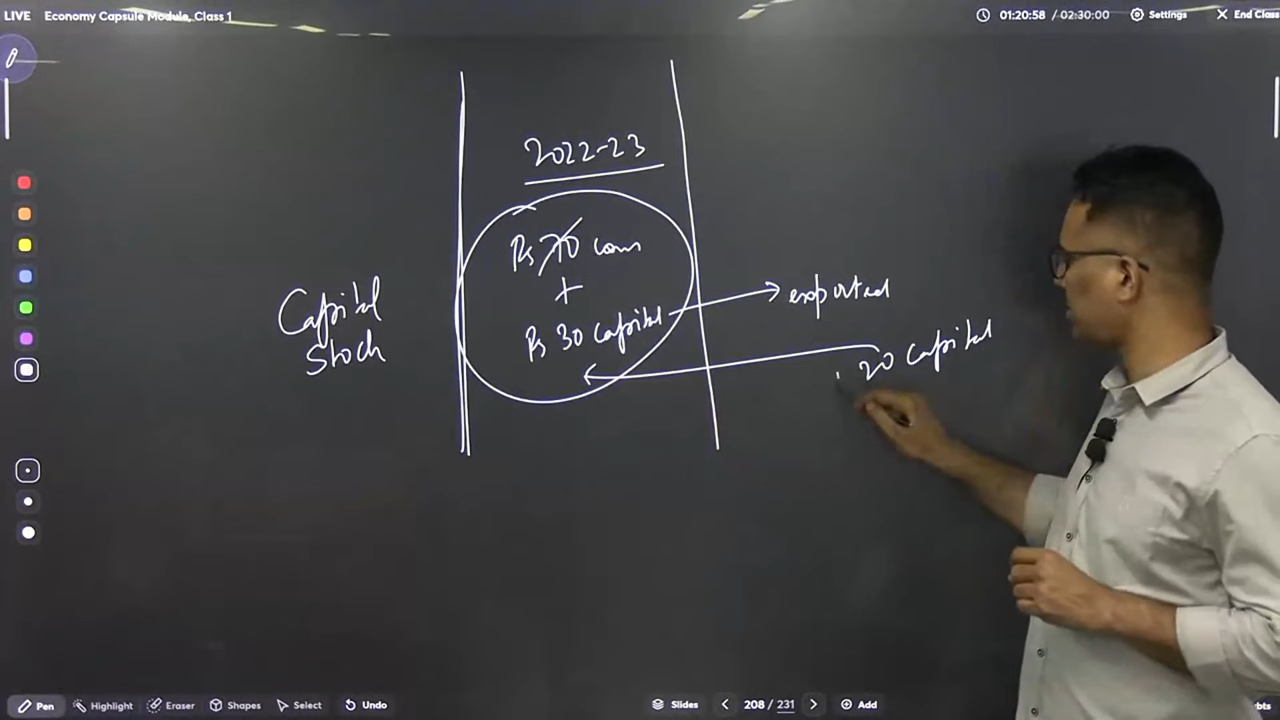 LIVE Economy Capsule Module, Class 1
01:20:58 / 02:30:00 Settings End Class
2022-23
Rs 70 com
+
Rs 30 Capital
exported
20 Capital
Capital
Stock
Pen Highlight Eraser Shapes Select Undo Slides 208 / 231 Add